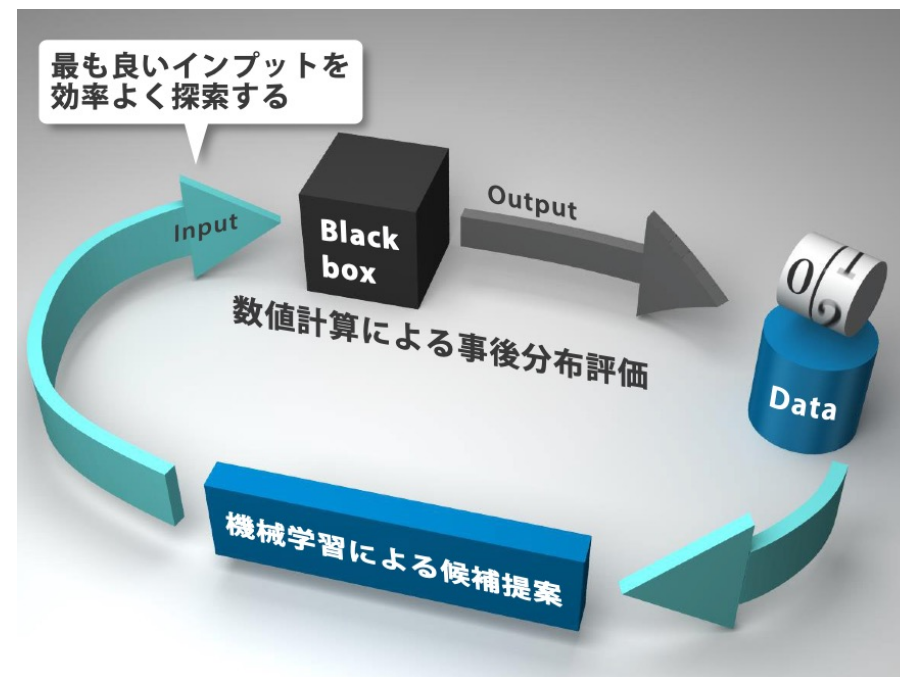 最も良いインプットを
効率よく探索する
Input
Black
box
Output
数値計算による事後分布評価
0
1
2
Data
機械学習による候補提案